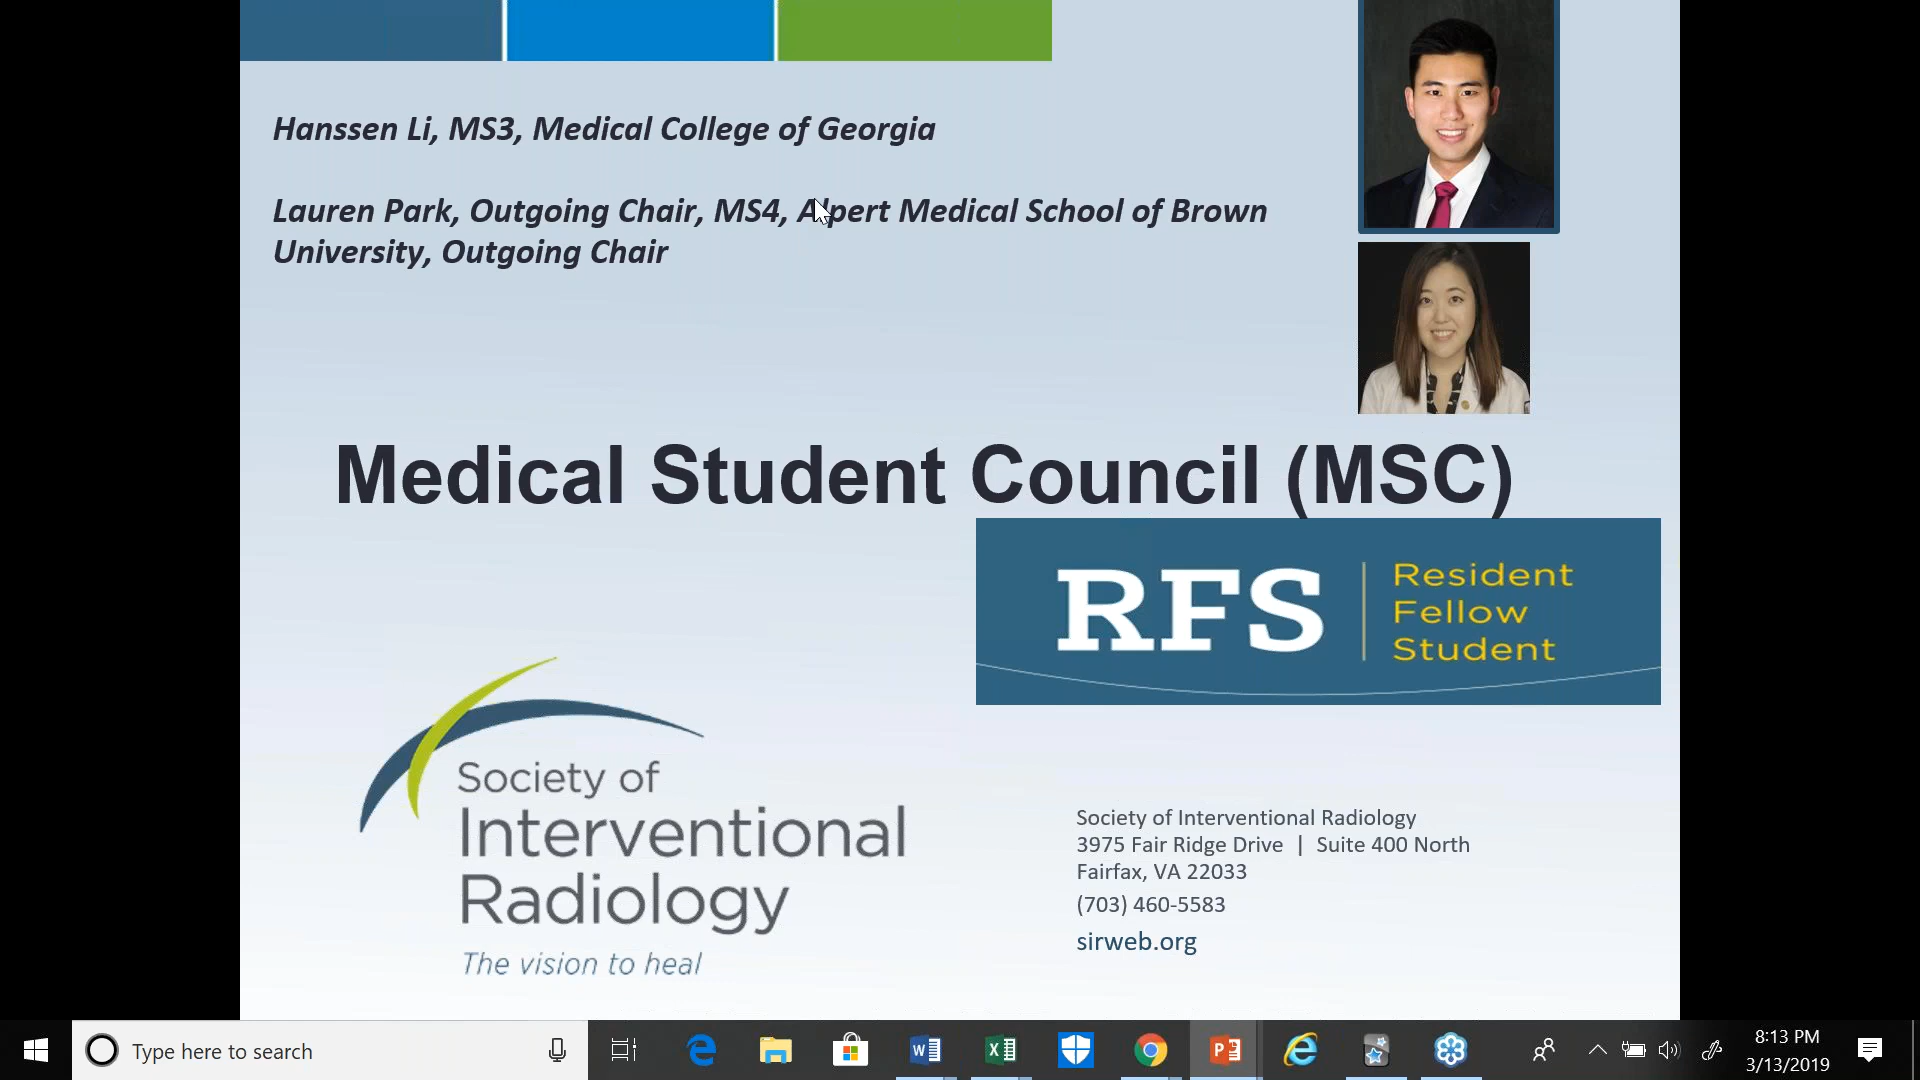 Hanssen Li, MS3, Medical College of Georgia
Lauren Park, Outgoing Chair, MS4, Alpert Medical School of Brown
University, Outgoing Chair
Medical Student Council (MSC)
RFS
Resident
Fellow
Student
Society of
Interventional
Radiology
The vision to heal
Society of Interventional Radiology
3975 Fair Ridge Drive | Suite 400 North
Fairfax, VA 22033
(703) 460-5583
sirweb.org
Type here to search
8:13 PM
3/13/2019